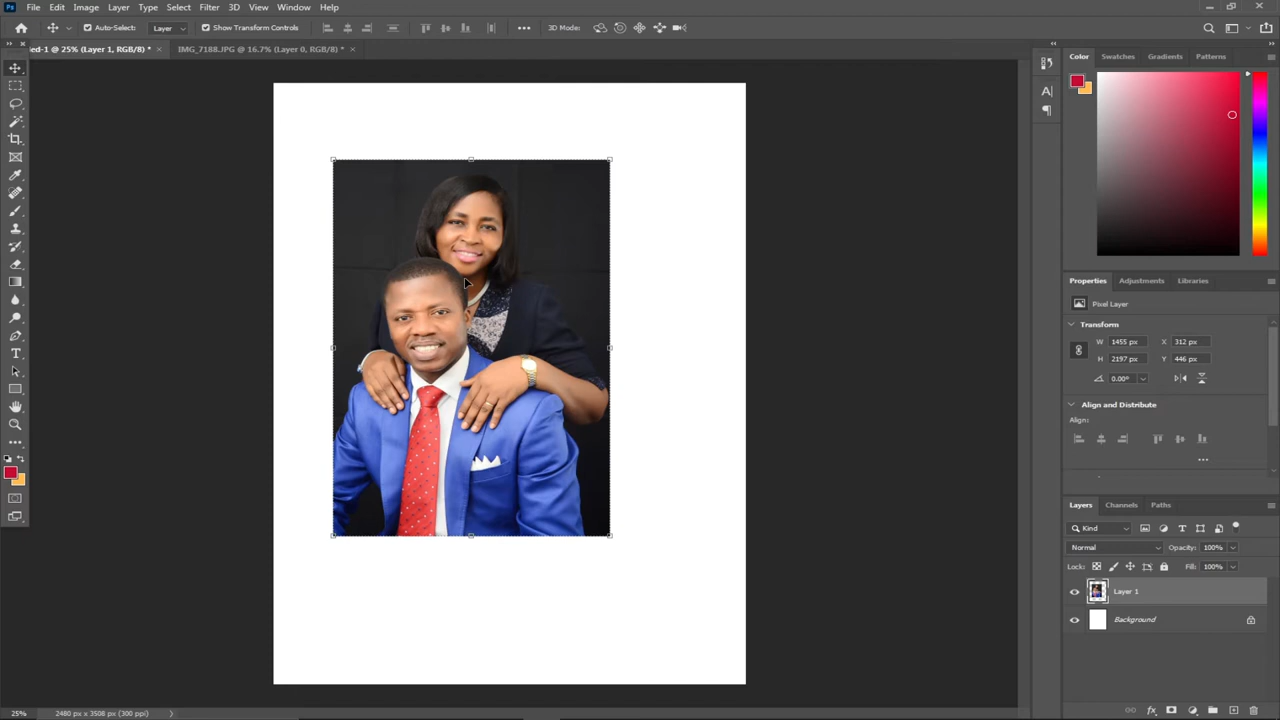 Ps File Edit Image Layer Type Select Filter 3D View Window Help
Auto-Select: Layer Show Transform Controls 3D Mode:
ed-1 @ 25% (Layer 1, RGB/8) * × IMG_7188.JPG @ 16.7% (Layer 0, RGB/8) * ×
Color Swatches Gradients Patterns
Properties Adjustments Libraries
Pixel Layer
Transform
W 1455 px X 312 px
H 2197 px Y 446 px
0.00°
Align and Distribute
Align:
Layers Channels Paths
Kind
Normal Opacity: 100%
Lock: Fill: 100%
Layer 1
Background
25% 2480 px x 3508 px (300 ppi)